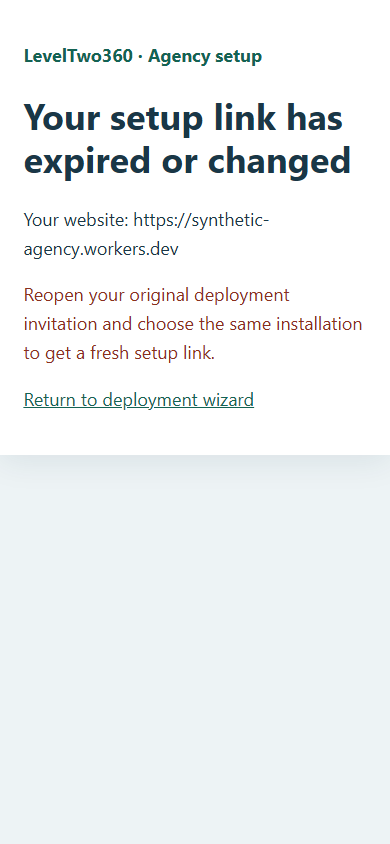 LevelTwo360 · Agency setup
Your setup link has
expired or changed
Your website: https://synthetic-
agency.workers.dev
Reopen your original deployment
invitation and choose the same installation
to get a fresh setup link.
Return to deployment wizard